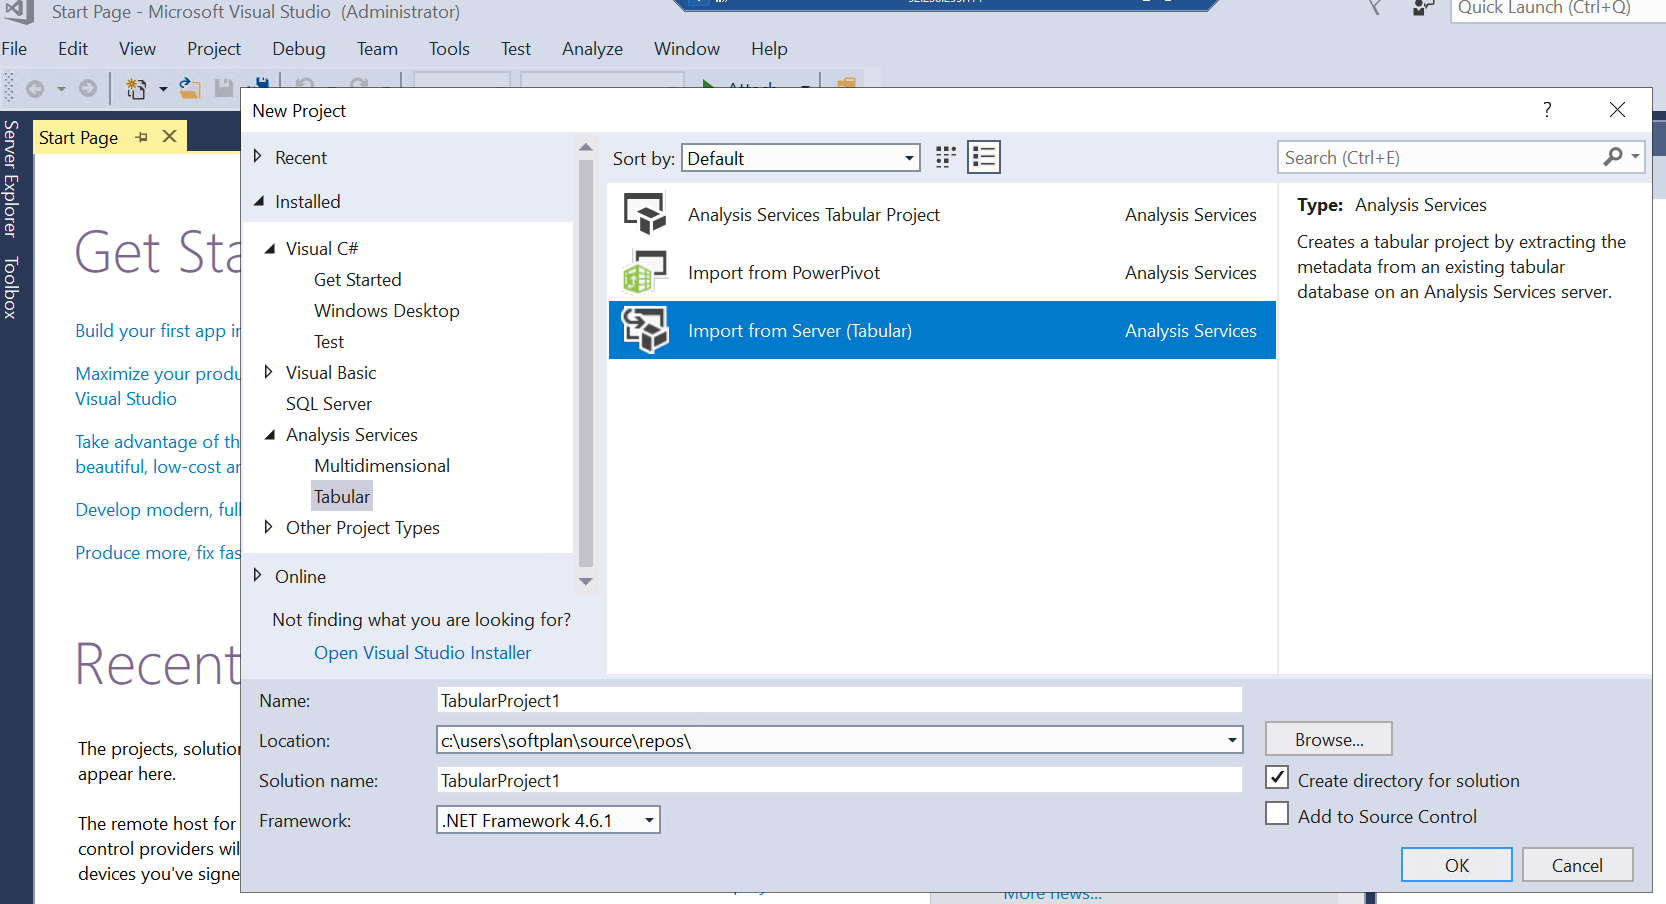 Start Page - Microsoft Visual Studio (Administrator)
Quick Launch (Ctrl+Q)
File Edit View Project Debug Team Tools Test Analyze Window Help
Attach
Server Explorer
Toolbox
Start Page
Get Sta
Build your first app in
Maximize your produ
Visual Studio
Take advantage of th
beautiful, low-cost an
Develop modern, full
Produce more, fix fas
Recent
The projects, solution
appear here.
The remote host for
control providers wil
devices you've signe
More news...
New Project
?
Recent
Installed
Visual C#
Get Started
Windows Desktop
Test
Visual Basic
SQL Server
Analysis Services
Multidimensional
Tabular
Other Project Types
Online
Not finding what you are looking for?
Open Visual Studio Installer
Sort by: Default
Search (Ctrl+E)
Analysis Services Tabular Project Analysis Services
Import from PowerPivot Analysis Services
Import from Server (Tabular) Analysis Services
Type: Analysis Services
Creates a tabular project by extracting the
metadata from an existing tabular
database on an Analysis Services server.
Name: TabularProject1
Location: c:\users\softplan\source\repos\
Browse...
Solution name: TabularProject1
Create directory for solution
Framework: .NET Framework 4.6.1
Add to Source Control
OK Cancel